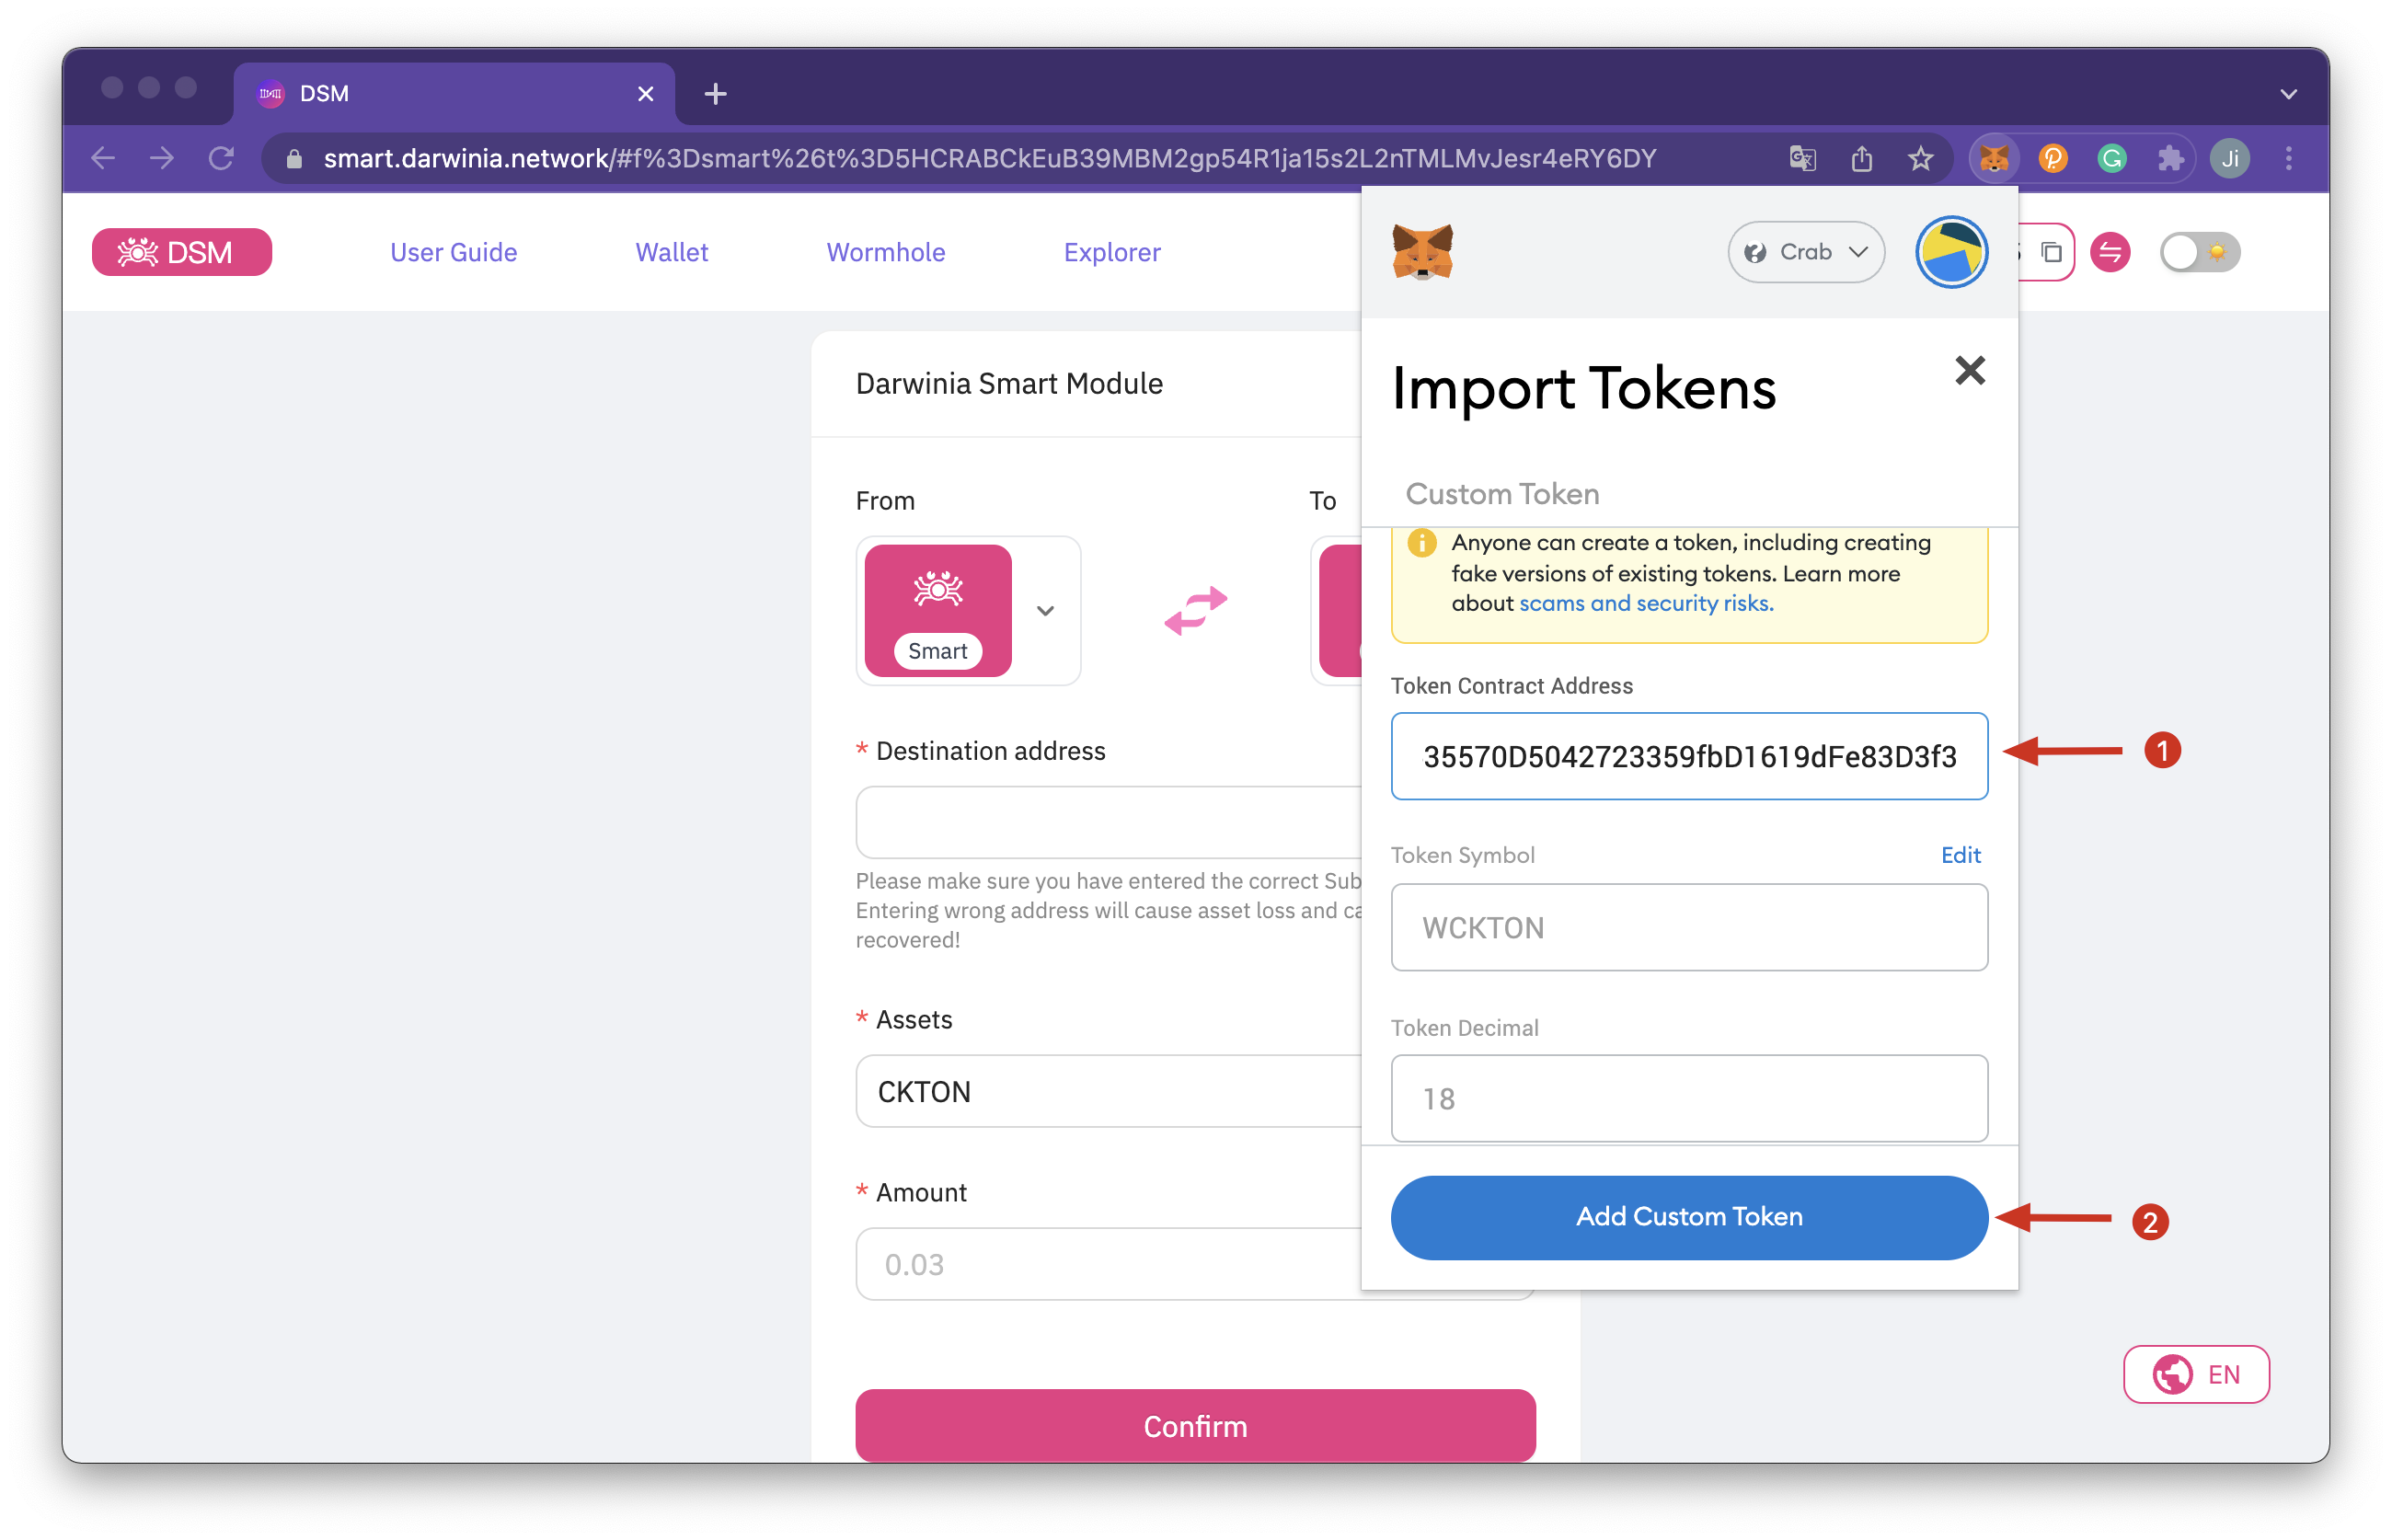 DSM
smart.darwinia.network/#f%3Dsmart%26t%3D5HCRABCkEuB39MBM2gp54R1ja15s2L2nTMLMvJesr4eRY6DY
Ji
DSM
User Guide
Wallet
Wormhole
Explorer
Crab
Darwinia Smart Module
From
To
Smart
* Destination address
Please make sure you have entered the correct Sub
Entering wrong address will cause asset loss and ca
recovered!
* Assets
CKTON
* Amount
0.03
Confirm
Import Tokens
Custom Token
Anyone can create a token, including creating
fake versions of existing tokens. Learn more
about scams and security risks.
Token Contract Address
35570D5042723359fbD1619dFe83D3f3
1
Token Symbol
Edit
WCKTON
Token Decimal
18
Add Custom Token
2
EN